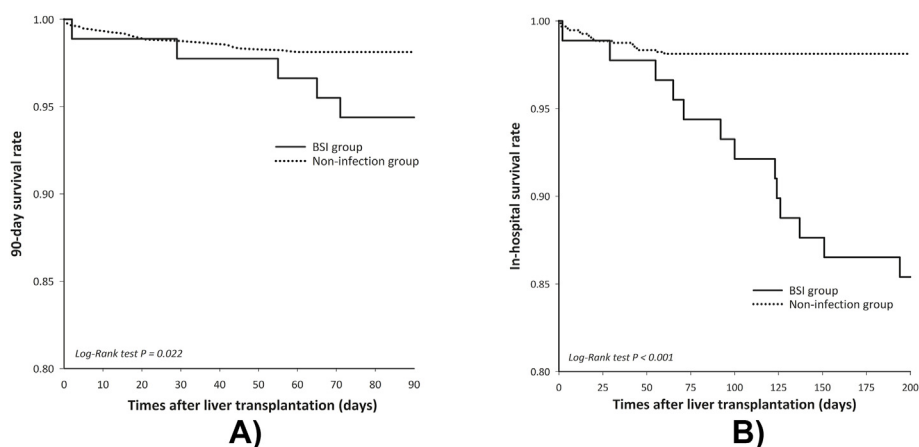 90-day survival rate
1.00
0.95
0.90
0.85
0.80
BSI group
Non-infection group
Log-Rank test P = 0.022
0 10 20 30 40 50 60 70 80 90
Times after liver transplantation (days)
A)
In-hospital survival rate
1.00
0.95
0.90
0.85
0.80
BSI group
Non-infection group
Log-Rank test P < 0.001
0 25 50 75 100 125 150 175 200
Times after liver transplantation (days)
B)